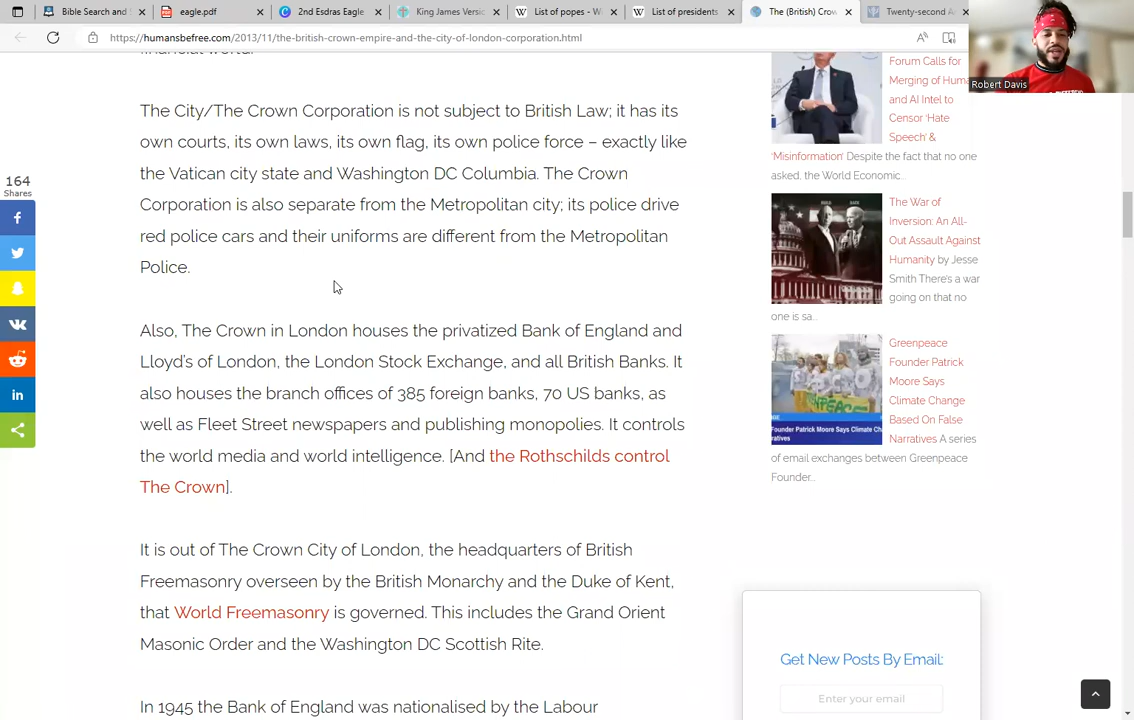 Bible Search and
eagle.pdf
2nd Esdras Eagle
King James Versio
List of popes - W
List of presidents
The (British) Crow
Twenty-second A
https://humansbefree.com/2013/11/the-british-crown-empire-and-the-city-of-london-corporation.html
Robert Davis
The City/The Crown Corporation is not subject to British Law; it has its
own courts, its own laws, its own flag, its own police force – exactly like
the Vatican city state and Washington DC Columbia. The Crown
Corporation is also separate from the Metropolitan city; its police drive
red police cars and their uniforms are different from the Metropolitan
Police.
Also, The Crown in London houses the privatized Bank of England and
Lloyd's of London, the London Stock Exchange, and all British Banks. It
also houses the branch offices of 385 foreign banks, 70 US banks, as
well as Fleet Street newspapers and publishing monopolies. It controls
the world media and world intelligence. [And the Rothschilds control
The Crown].
It is out of The Crown City of London, the headquarters of British
Freemasonry overseen by the British Monarchy and the Duke of Kent,
that World Freemasonry is governed. This includes the Grand Orient
Masonic Order and the Washington DC Scottish Rite.
In 1945 the Bank of England was nationalised by the Labour
164
Shares
Forum Calls for
Merging of Hum
and AI Intel to
Censor 'Hate
Speech' &
'Misinformation' Despite the fact that no one
asked, the World Economic...
The War of
Inversion: An All-
Out Assault Against
Humanity by Jesse
Smith There's a war
going on that no
one is sa...
Greenpeace
Founder Patrick
Moore Says
Climate Change
Based On False
Narratives A series
of email exchanges between Greenpeace
Founder...
Founder Patrick Moore Says Climate Ch
ratives
Get New Posts By Email:
Enter your email